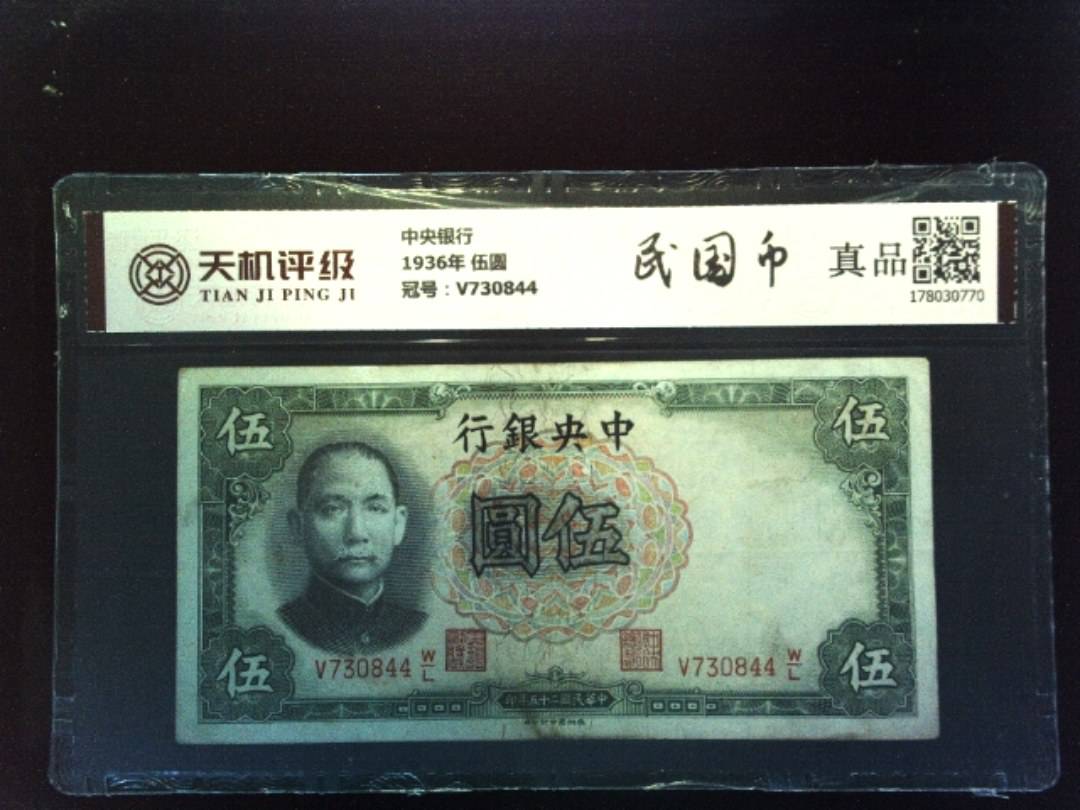 天机评级
TIAN JI PING JI
中央银行
1936年 伍圆
冠号：V730844
民国币
真品
178030770
伍
行銀央中
伍
圓伍
V730844 W/L
V730844 W/L
伍
伍
印年五十二國民華中